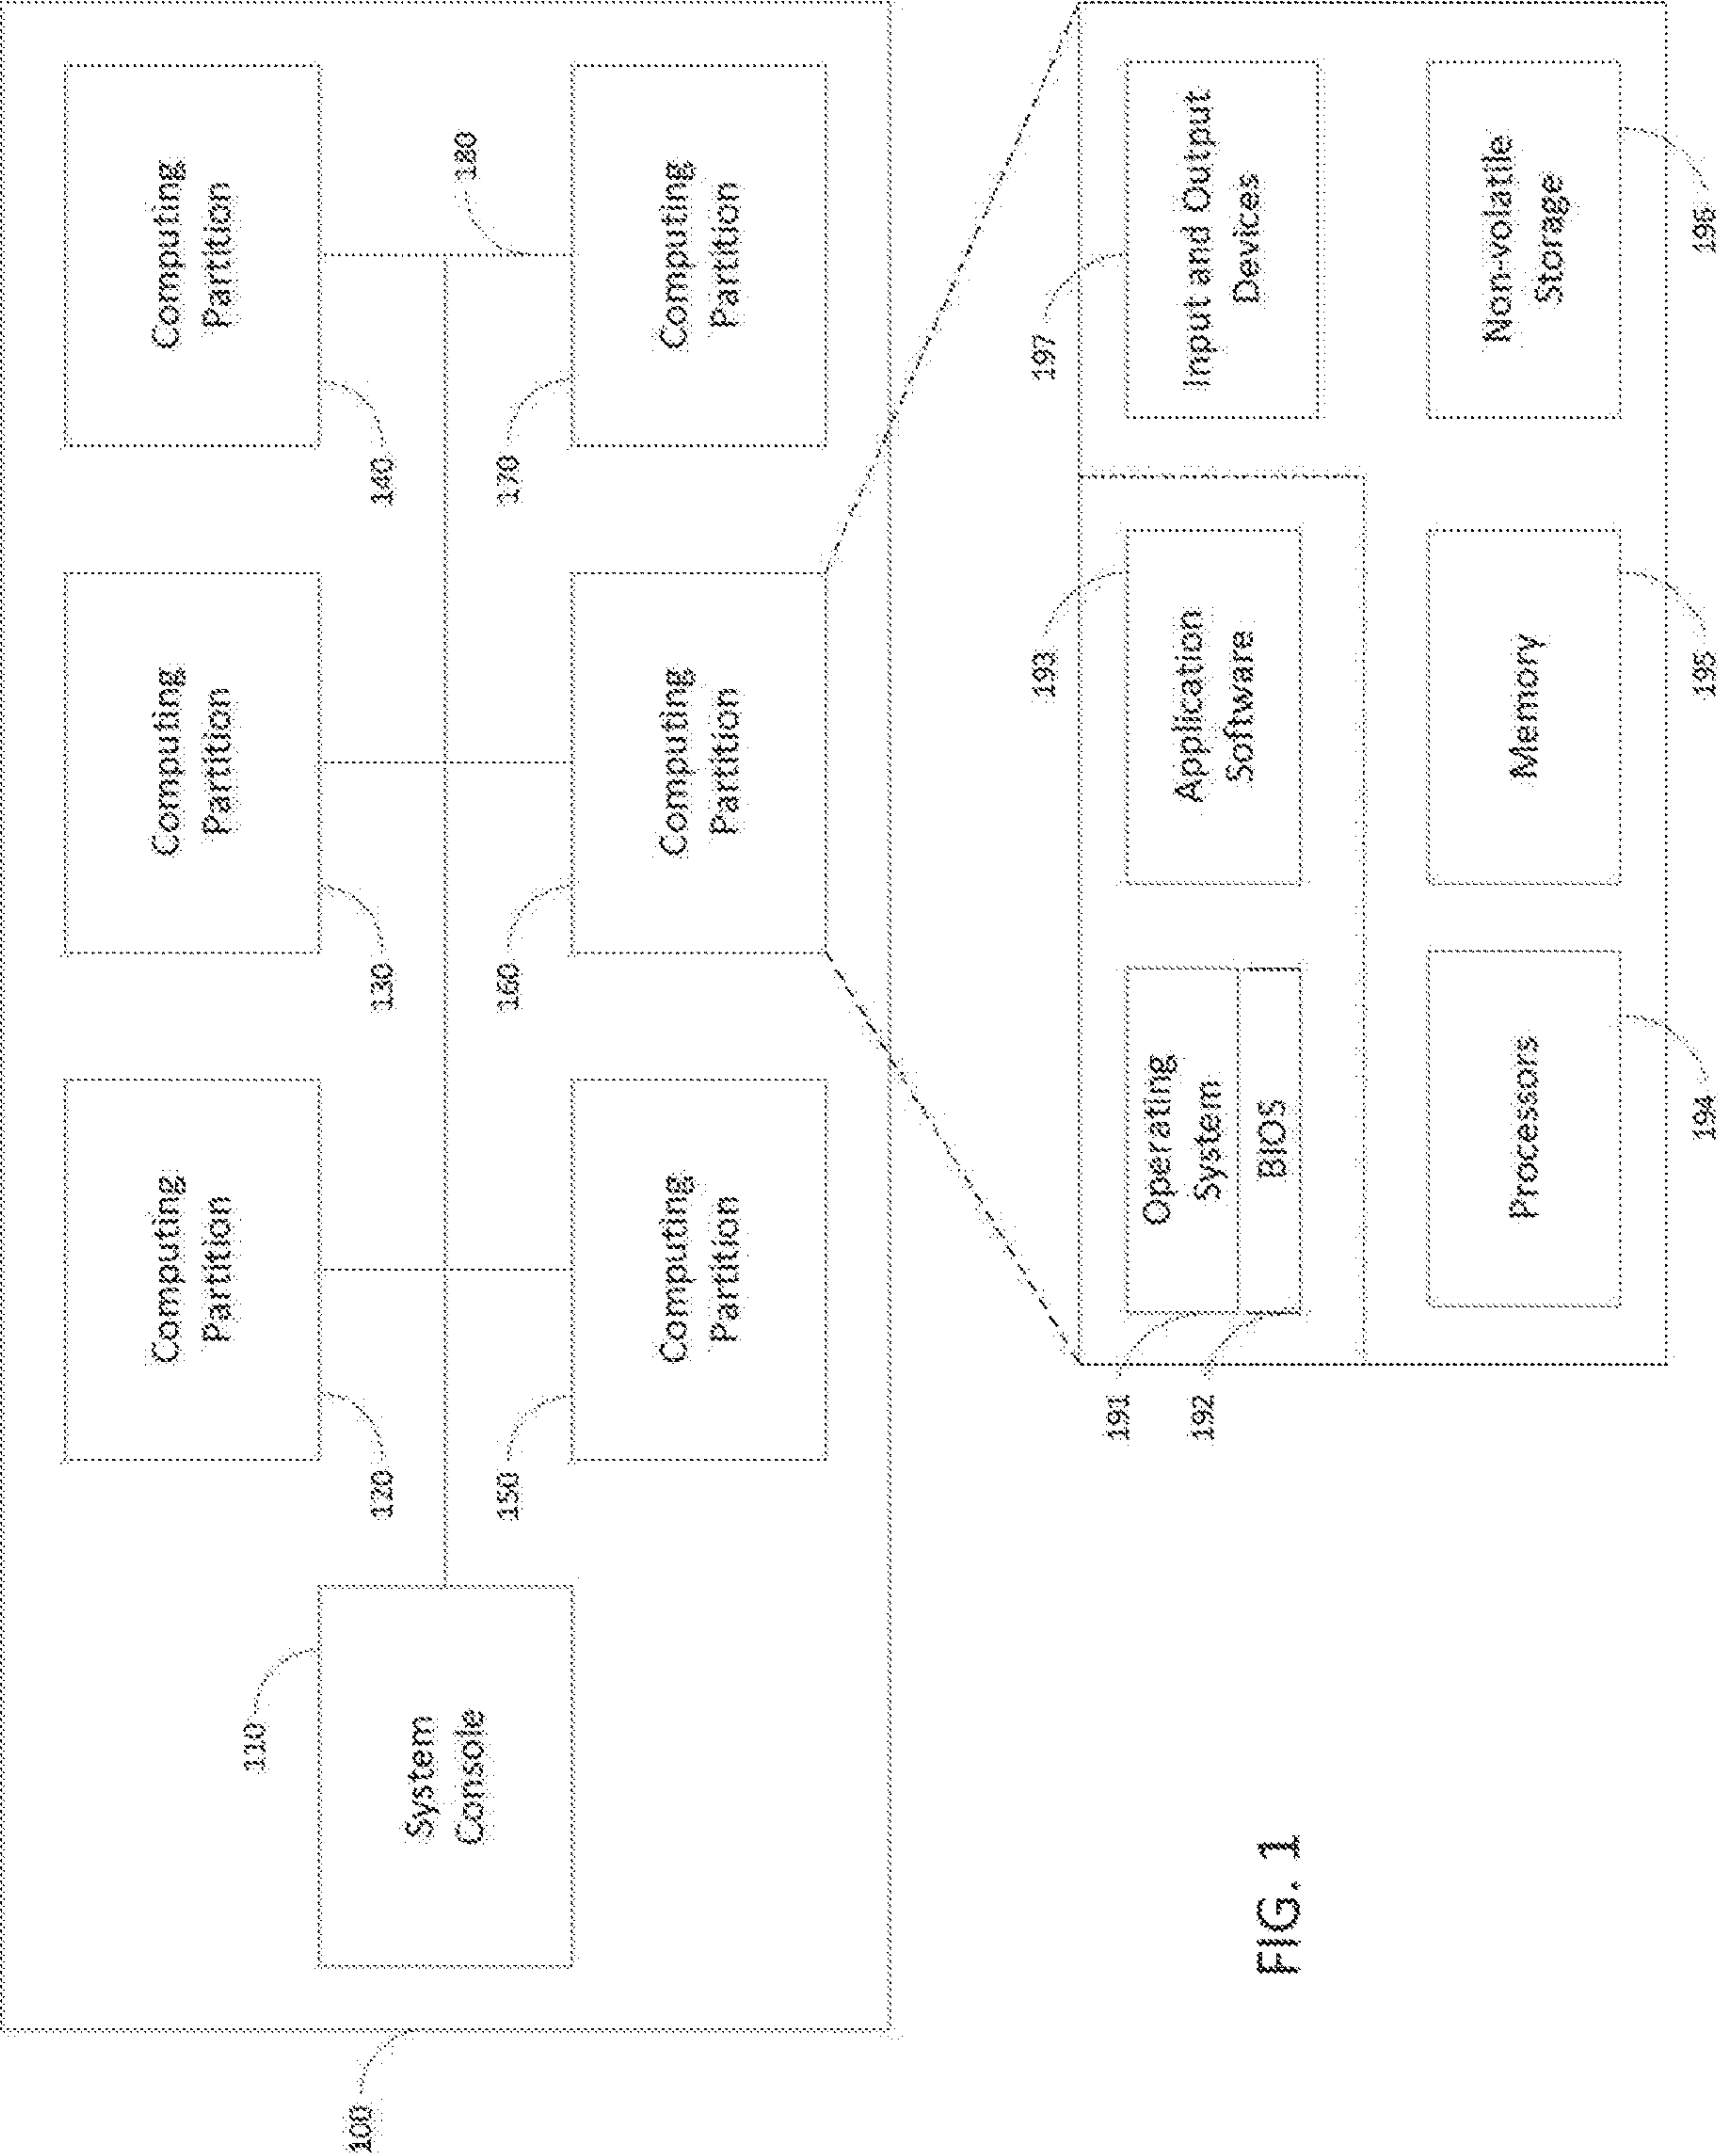 Computing
Partition
Computing
Partition
Computing
Partition
110
100
120
130
140
System
Console
180
150
160
170
Computing
Partition
Computing
Partition
Computing
Partition
193
197
191
192
Operating
System
BIOS
Application
Software
Input and Output
Devices
Processors
Memory
Non-volatile
Storage
194
195
196
FIG. 1